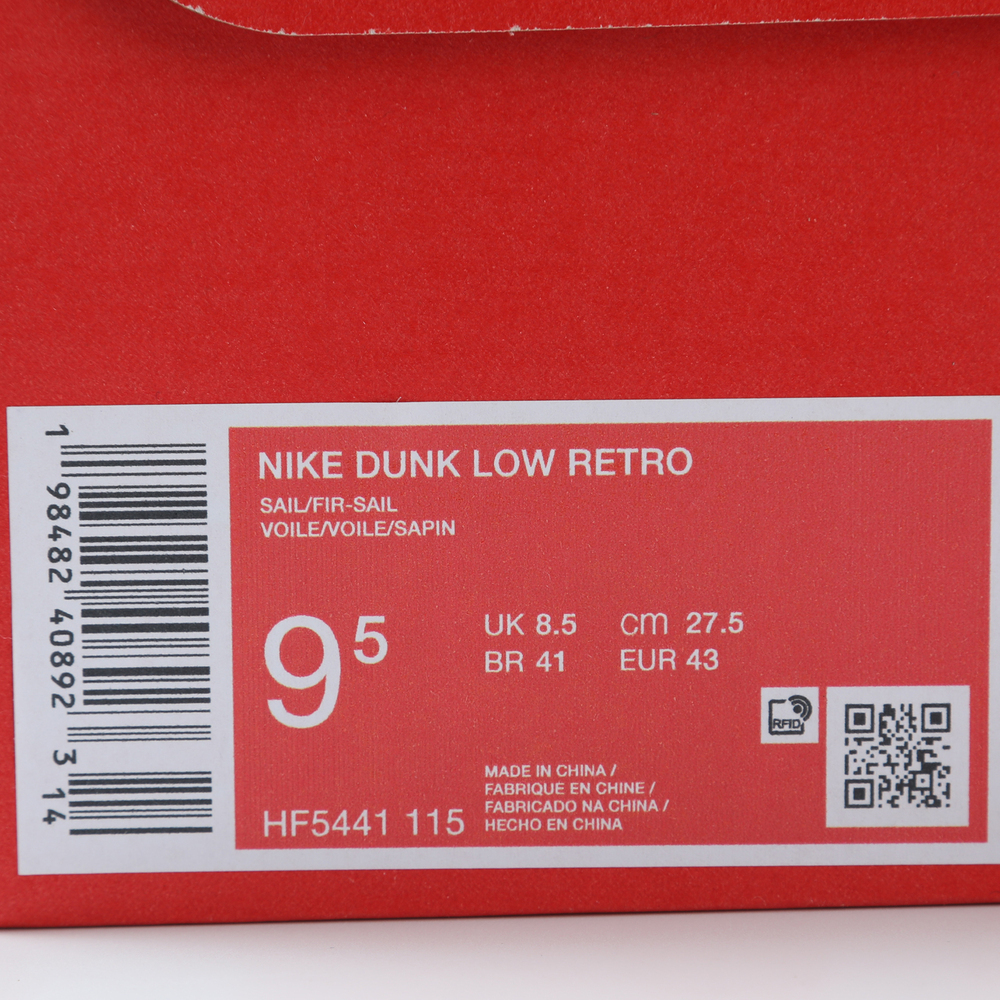 1 98482 40892 3 14
NIKE DUNK LOW RETRO
SAIL/FIR-SAIL
VOILE/VOILE/SAPIN
9 5
UK 8.5 cm 27.5
BR 41 EUR 43
RFID
MADE IN CHINA /
FABRIQUE EN CHINE /
FABRICADO NA CHINA /
HECHO EN CHINA
HF5441 115